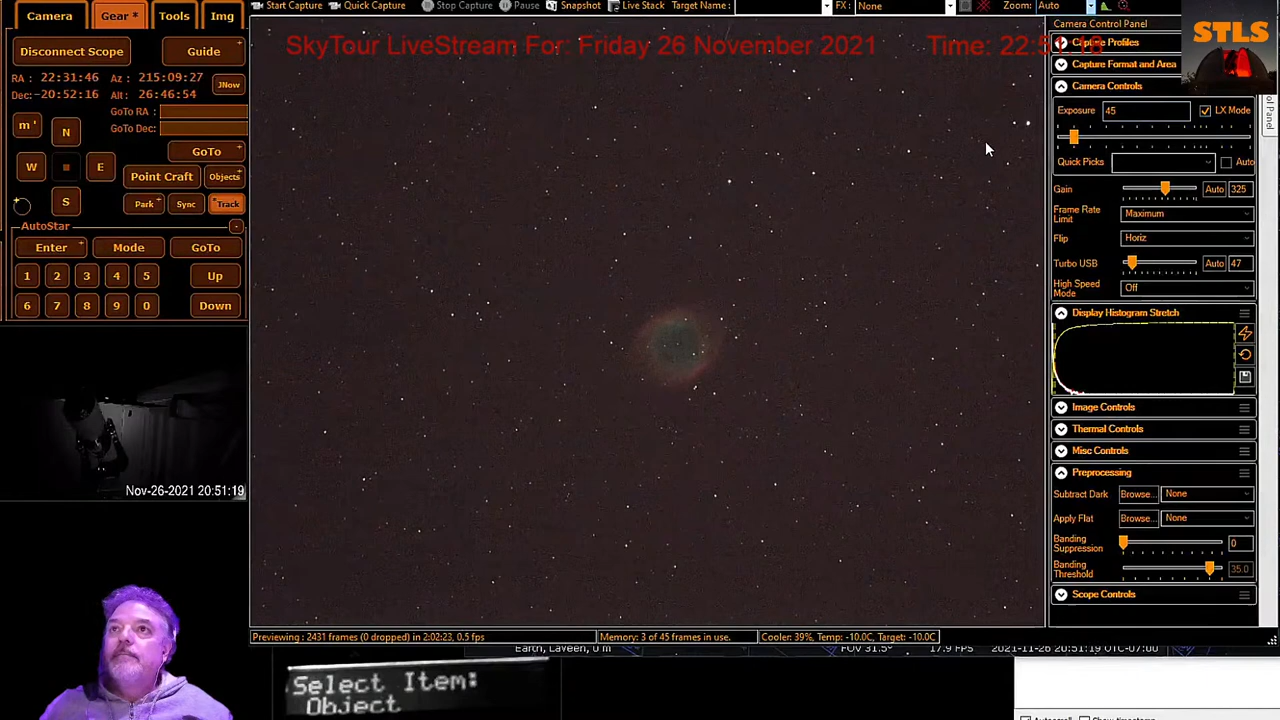 Camera Gear * Tools Img
Start Capture Quick Capture Stop Capture Pause Snapshot Live Stack Target Name: FX: None Zoom: Auto
SkyTour LiveStream For: Friday 26 November 2021 Time: 22:51:18
Disconnect Scope Guide
RA : 22:31:46 Az : 215:09:27
Dec:-20:52:16 Alt : 26:46:54
JNow
GoTo RA :
GoTo Dec:
m '
N
GoTo
W E
Point Craft Objects
S
Park Sync Track
AutoStar
-
Enter Mode GoTo
1 2 3 4 5 Up
6 7 8 9 0 Down
Nov-26-2021 20:51:19
Camera Control Panel
STLS
Capture Profiles
Capture Format and Area
Camera Controls
Exposure 45 LX Mode
Quick Picks Auto
Gain Auto 325
Frame Rate Limit Maximum
Flip Horiz
Turbo USB Auto 47
High Speed Mode Off
Display Histogram Stretch
Image Controls
Thermal Controls
Misc Controls
Preprocessing
Subtract Dark Browse... None
Apply Flat Browse... None
Banding Suppression 0
Banding Threshold 35.0
Scope Controls
Previewing : 2431 frames (0 dropped) in 2:02:23, 0.5 fps
Memory: 3 of 45 frames in use.
Cooler: 39%, Temp: -10.0C, Target: -10.0C
Earth, Laveen, 0 m FOV 31.5° 17.9 FPS 2021-11-26 20:51:19 UTC-07:00
Select Item:
Object